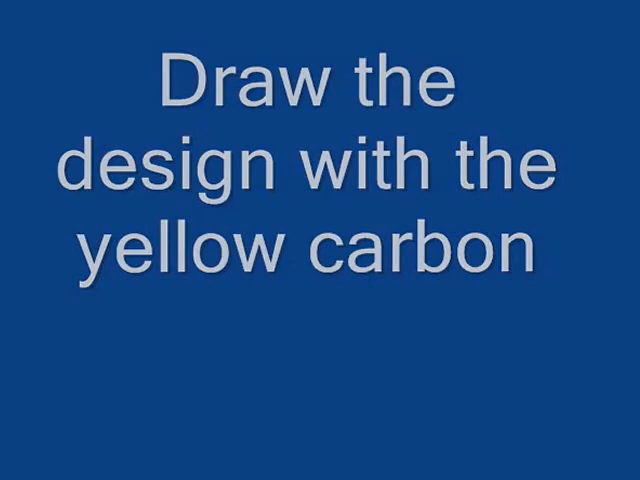 Draw the
design with the
yellow carbon